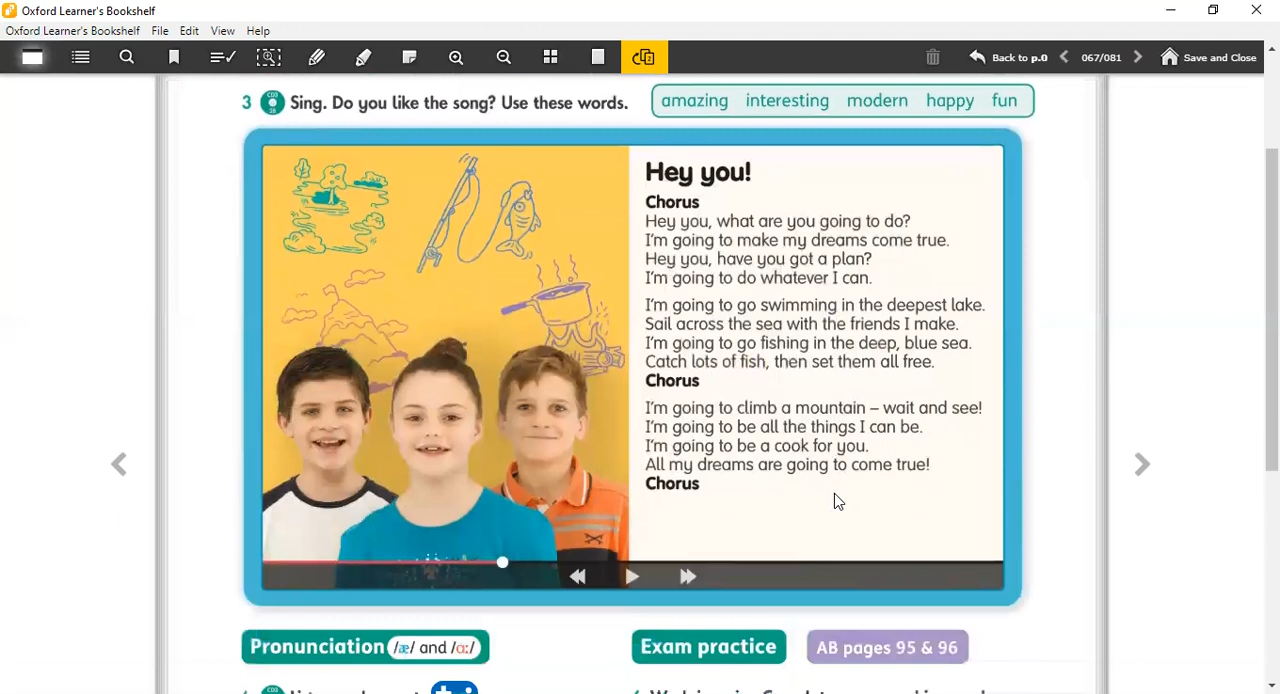 Oxford Learner's Bookshelf
Oxford Learner's Bookshelf File Edit View Help
Back to p.0 067/081 Save and Close
3 Sing. Do you like the song? Use these words.
amazing interesting modern happy fun
Hey you!
Chorus
Hey you, what are you going to do?
I'm going to make my dreams come true.
Hey you, have you got a plan?
I'm going to do whatever I can.
I'm going to go swimming in the deepest lake.
Sail across the sea with the friends I make.
I'm going to go fishing in the deep, blue sea.
Catch lots of fish, then set them all free.
Chorus
I'm going to climb a mountain – wait and see!
I'm going to be all the things I can be.
I'm going to be a cook for you.
All my dreams are going to come true!
Chorus
Pronunciation /æ/ and /ɑː/
Exam practice AB pages 95 & 96